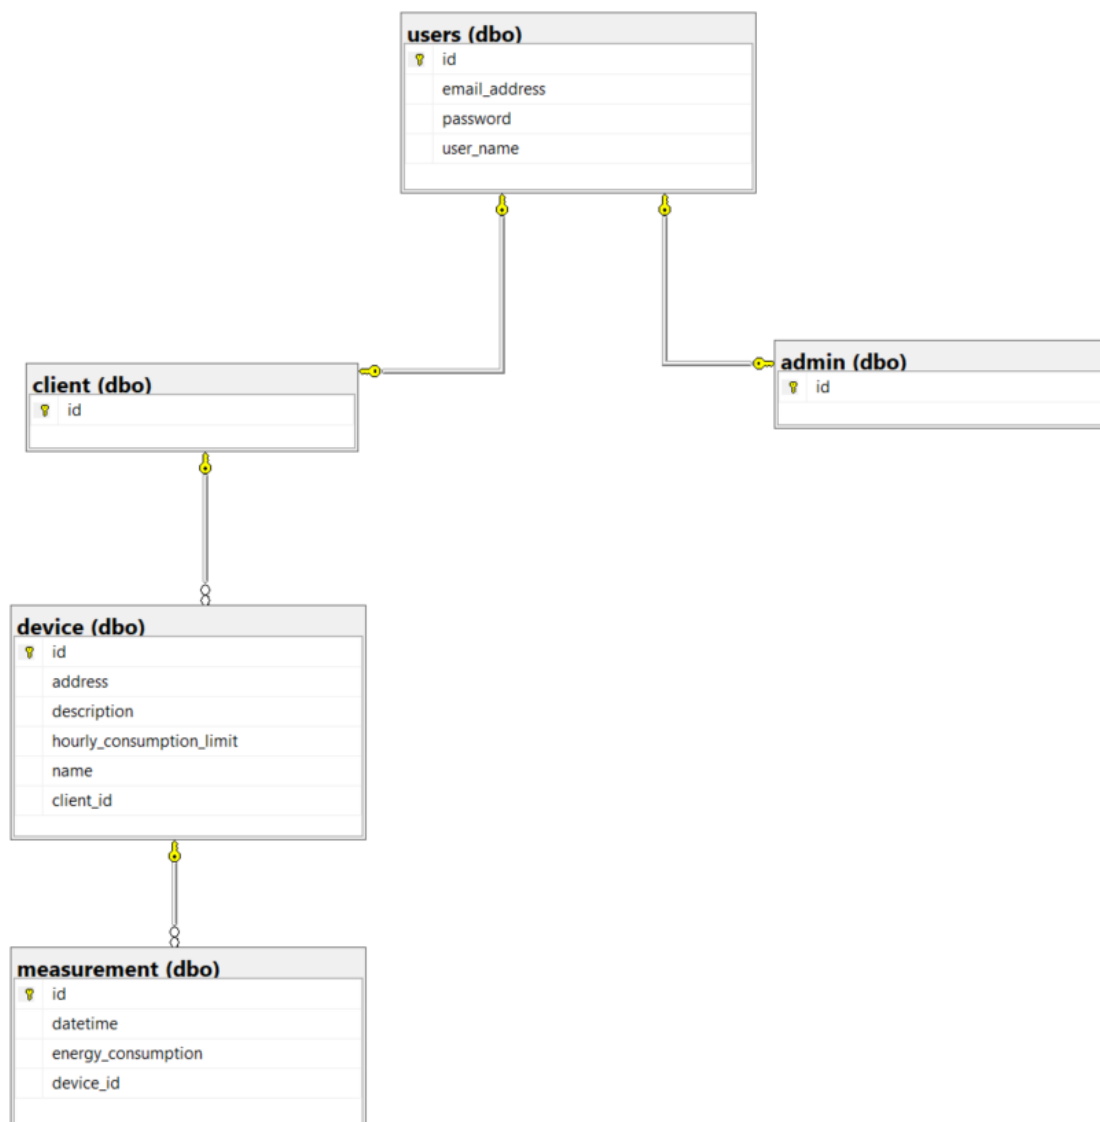 users (dbo)
id
email_address
password
user_name
client (dbo)
id
admin (dbo)
id
device (dbo)
id
address
description
hourly_consumption_limit
name
client_id
measurement (dbo)
id
datetime
energy_consumption
device_id